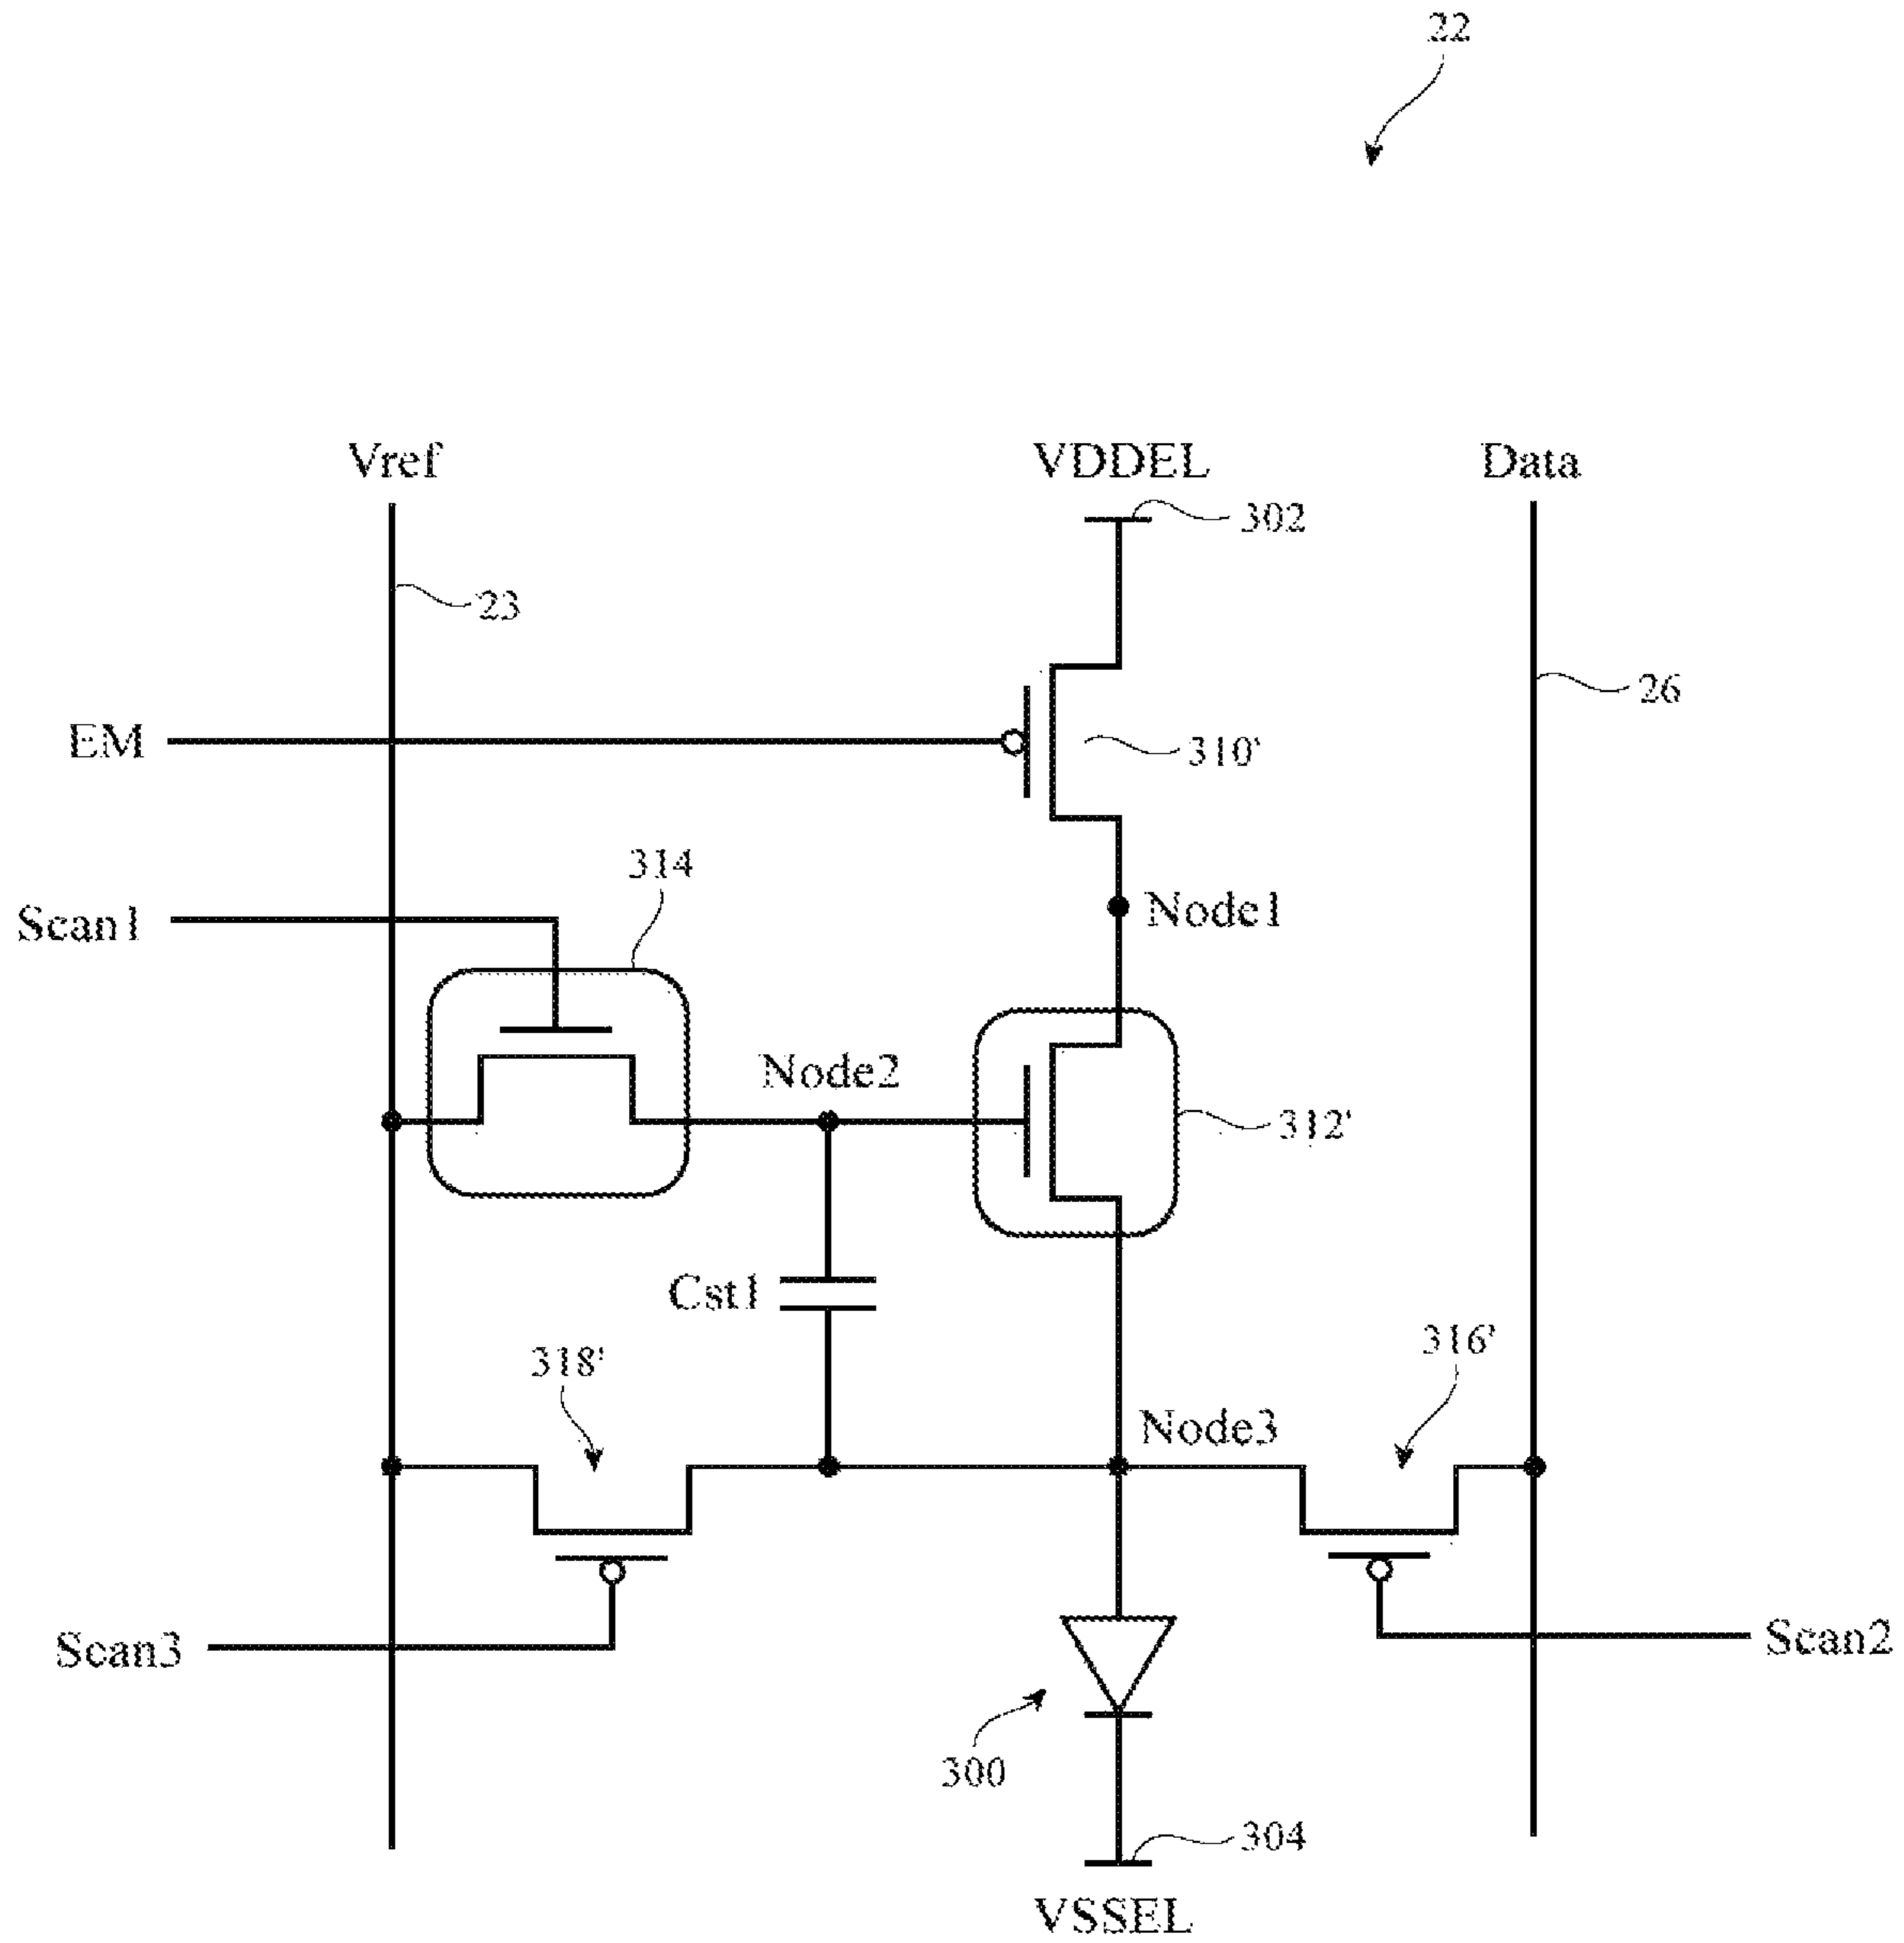 22
Vref
VDDEL
Data
302
23
26
EM
310'
314
Scan1
Node1
Node2
312'
Cst1
318'
316'
Node3
Scan3
Scan2
300
304
VSSEL